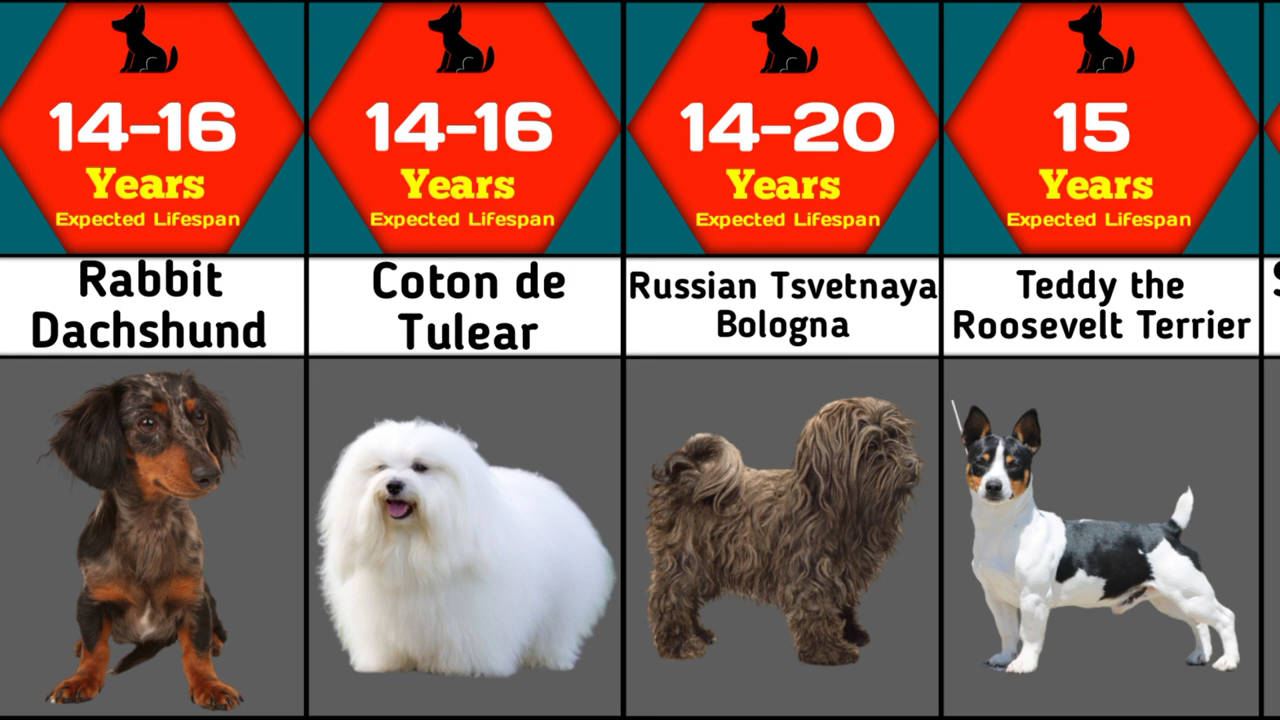 14-16
Years
Expected Lifespan
Rabbit
Dachshund
14-16
Years
Expected Lifespan
Coton de
Tulear
14-20
Years
Expected Lifespan
Russian Tsvetnaya
Bologna
15
Years
Expected Lifespan
Teddy the
Roosevelt Terrier